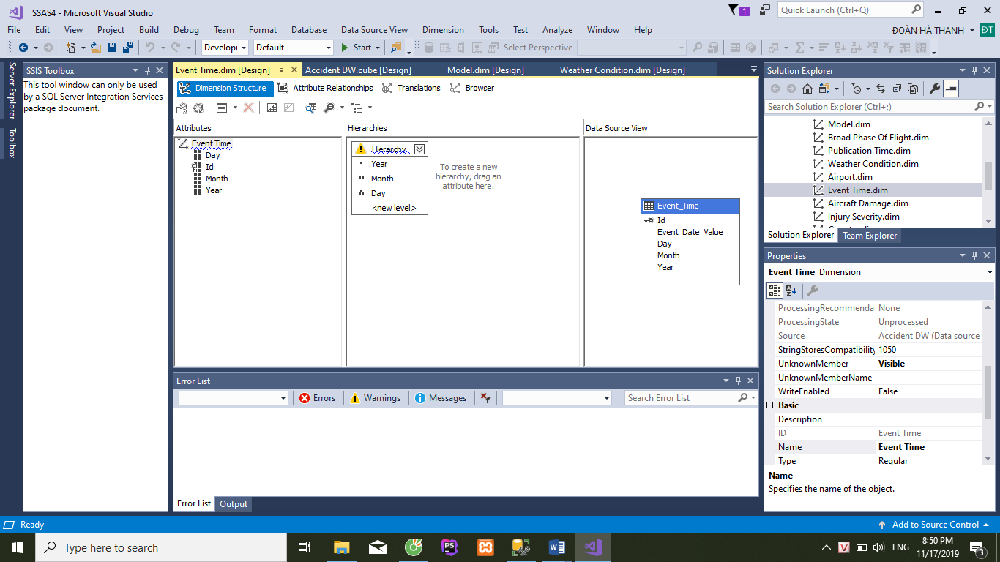 SSAS4 - Microsoft Visual Studio
1
Quick Launch (Ctrl+Q)
File Edit View Project Build Debug Team Format Database Data Source View Dimension Tools Test Analyze Window Help
ĐOÀN HÀ THANH
ĐT
Develop
Default
Start
Select Perspective
Server Explorer
Toolbox
SSIS Toolbox
This tool window can only be used
by a SQL Server Integration Services
package document.
Event Time.dim [Design]
Accident DW.cube [Design]
Model.dim [Design]
Weather Condition.dim [Design]
Dimension Structure
Attribute Relationships
Translations
Browser
Attributes
Event Time
Day
Id
Month
Year
Hierarchies
Hierarchy
Year
Month
Day
<new level>
To create a new
hierarchy, drag an
attribute here.
Data Source View
Event_Time
Id
Event_Date_Value
Day
Month
Year
Error List
Errors
Warnings
Messages
Search Error List
Error List
Output
Solution Explorer
Search Solution Explorer (Ctrl+;)
Model.dim
Broad Phase Of Flight.dim
Publication Time.dim
Weather Condition.dim
Airport.dim
Event Time.dim
Aircraft Damage.dim
Injury Severity.dim
Solution Explorer
Team Explorer
Properties
Event Time Dimension
ProcessingRecommendat None
ProcessingState Unprocessed
Source Accident DW (Data source
StringStoresCompatibility 1050
UnknownMember Visible
UnknownMemberName
WriteEnabled False
Basic
Description
ID Event Time
Name Event Time
Type Regular
Name
Specifies the name of the object.
Ready
Add to Source Control
Type here to search
PS
W
V
ENG
8:50 PM
11/17/2019
3